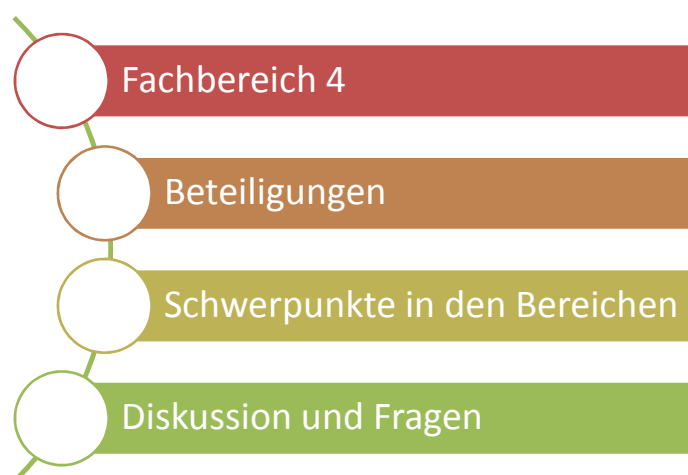 Fachbereich 4
Beteiligungen
Schwerpunkte in den Bereichen
Diskussion und Fragen